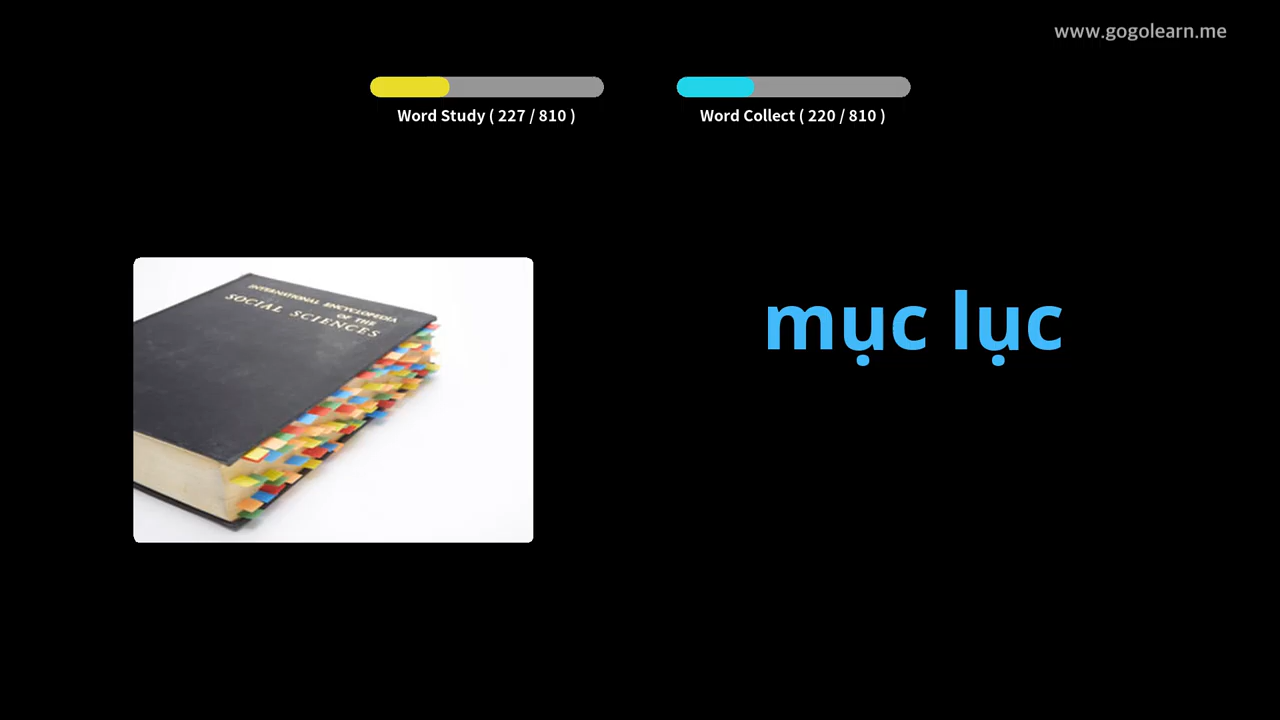 www.gogolearn.me
Word Study ( 227 / 810 )
Word Collect ( 220 / 810 )
INTERNATIONAL ENCYCLOPEDIA
OF THE
SOCIAL SCIENCES
mục lục